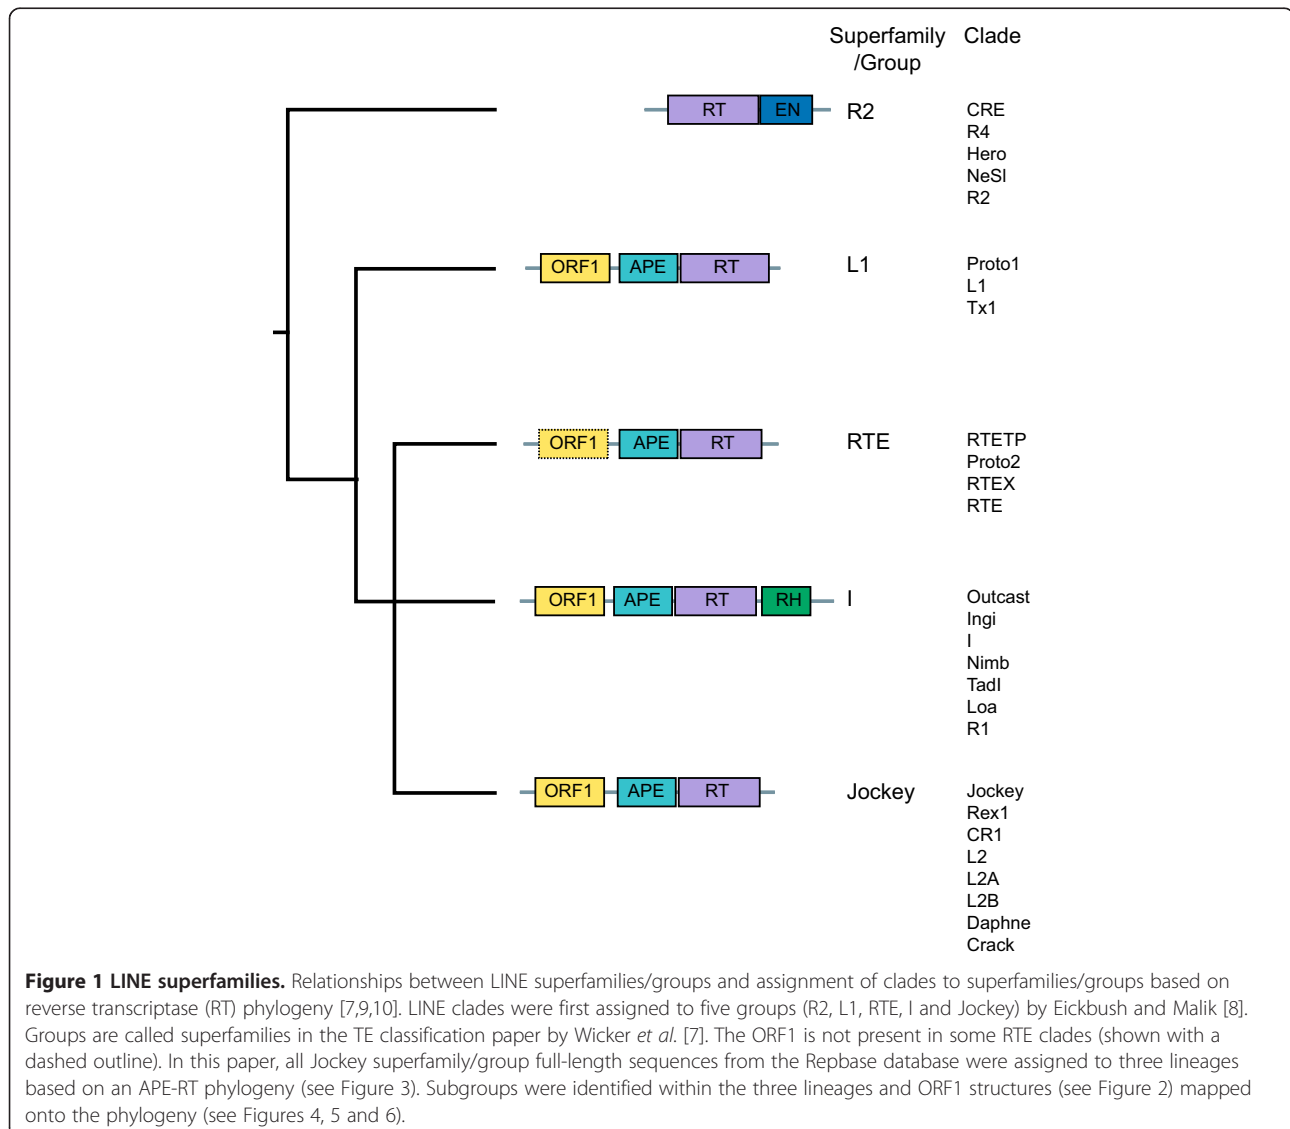 Superfamily Clade
/Group
RT EN R2
CRE
R4
Hero
NeSl
R2
ORF1 APE RT L1
Proto1
L1
Tx1
ORF1 APE RT RTE
RTETP
Proto2
RTEX
RTE
ORF1 APE RT RH I
Outcast
Ingi
I
Nimb
TadI
Loa
R1
ORF1 APE RT Jockey
Jockey
Rex1
CR1
L2
L2A
L2B
Daphne
Crack
Figure 1 LINE superfamilies. Relationships between LINE superfamilies/groups and assignment of clades to superfamilies/groups based on
reverse transcriptase (RT) phylogeny [7,9,10]. LINE clades were first assigned to five groups (R2, L1, RTE, I and Jockey) by Eickbush and Malik [8].
Groups are called superfamilies in the TE classification paper by Wicker et al. [7]. The ORF1 is not present in some RTE clades (shown with a
dashed outline). In this paper, all Jockey superfamily/group full-length sequences from the Repbase database were assigned to three lineages
based on an APE-RT phylogeny (see Figure 3). Subgroups were identified within the three lineages and ORF1 structures (see Figure 2) mapped
onto the phylogeny (see Figures 4, 5 and 6).